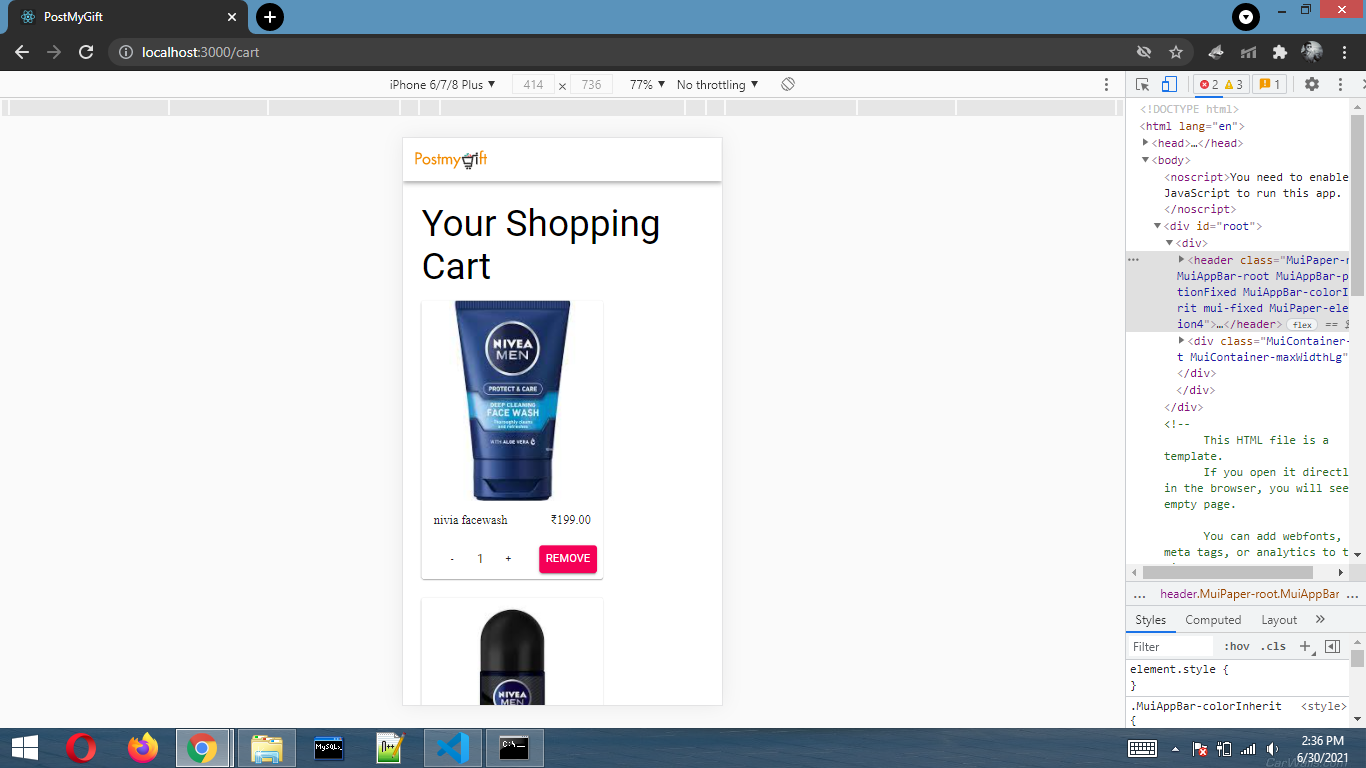 PostMyGift
localhost:3000/cart
iPhone 6/7/8 Plus ▼ 414 × 736 77% ▼ No throttling ▼
2 3 1
Postmygift
Your Shopping
Cart
NIVEA
MEN
PROTECT & CARE
DEEP CLEANING
FACE WASH
Thoroughly cleans
WITH ALOE VERA
nivia facewash ₹199.00
- 1 + REMOVE
NIVEA
MEN
<!DOCTYPE html>
<html lang="en">
<head>…</head>
<body>
<noscript>You need to enable
JavaScript to run this app.
</noscript>
<div id="root">
<div>
<header class="MuiPaper-r
MuiAppBar-root MuiAppBar-p
tionFixed MuiAppBar-colorI
rit mui-fixed MuiPaper-ele
ion4">…</header> flex ==
<div class="MuiContainer-
t MuiContainer-maxWidthLg"
</div>
</div>
</div>
<!--
This HTML file is a
template.
If you open it directl
in the browser, you will see
empty page.
You can add webfonts,
meta tags, or analytics to t
… header.MuiPaper-root.MuiAppBar …
Styles Computed Layout »
Filter :hov .cls +
element.style {
}
.MuiAppBar-colorInherit <style>
{
MySQL
C:\
2:36 PM
6/30/2021